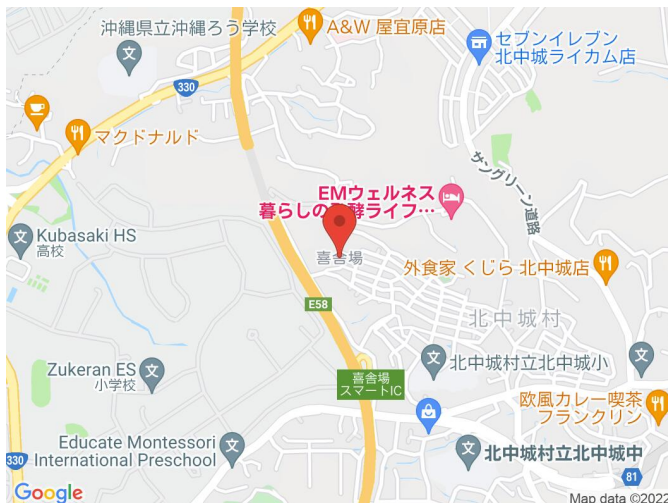 沖縄県立沖縄ろう学校
A&W 屋宜原店
セブンイレブン
北中城ライカム店
330
マクドナルド
サングリーン道路
EMウェルネス
暮らしの発酵ライフ…
Kubasaki HS
高校
喜舎場
外食家 くじら 北中城店
E58
北中城村
Zukeran ES
小学校
喜舎場
スマートIC
北中城村立北中城小
欧風カレー喫茶
フランクリン
Educate Montessori
International Preschool
北中城村立北中城中
330
81
Google
Map data ©2022